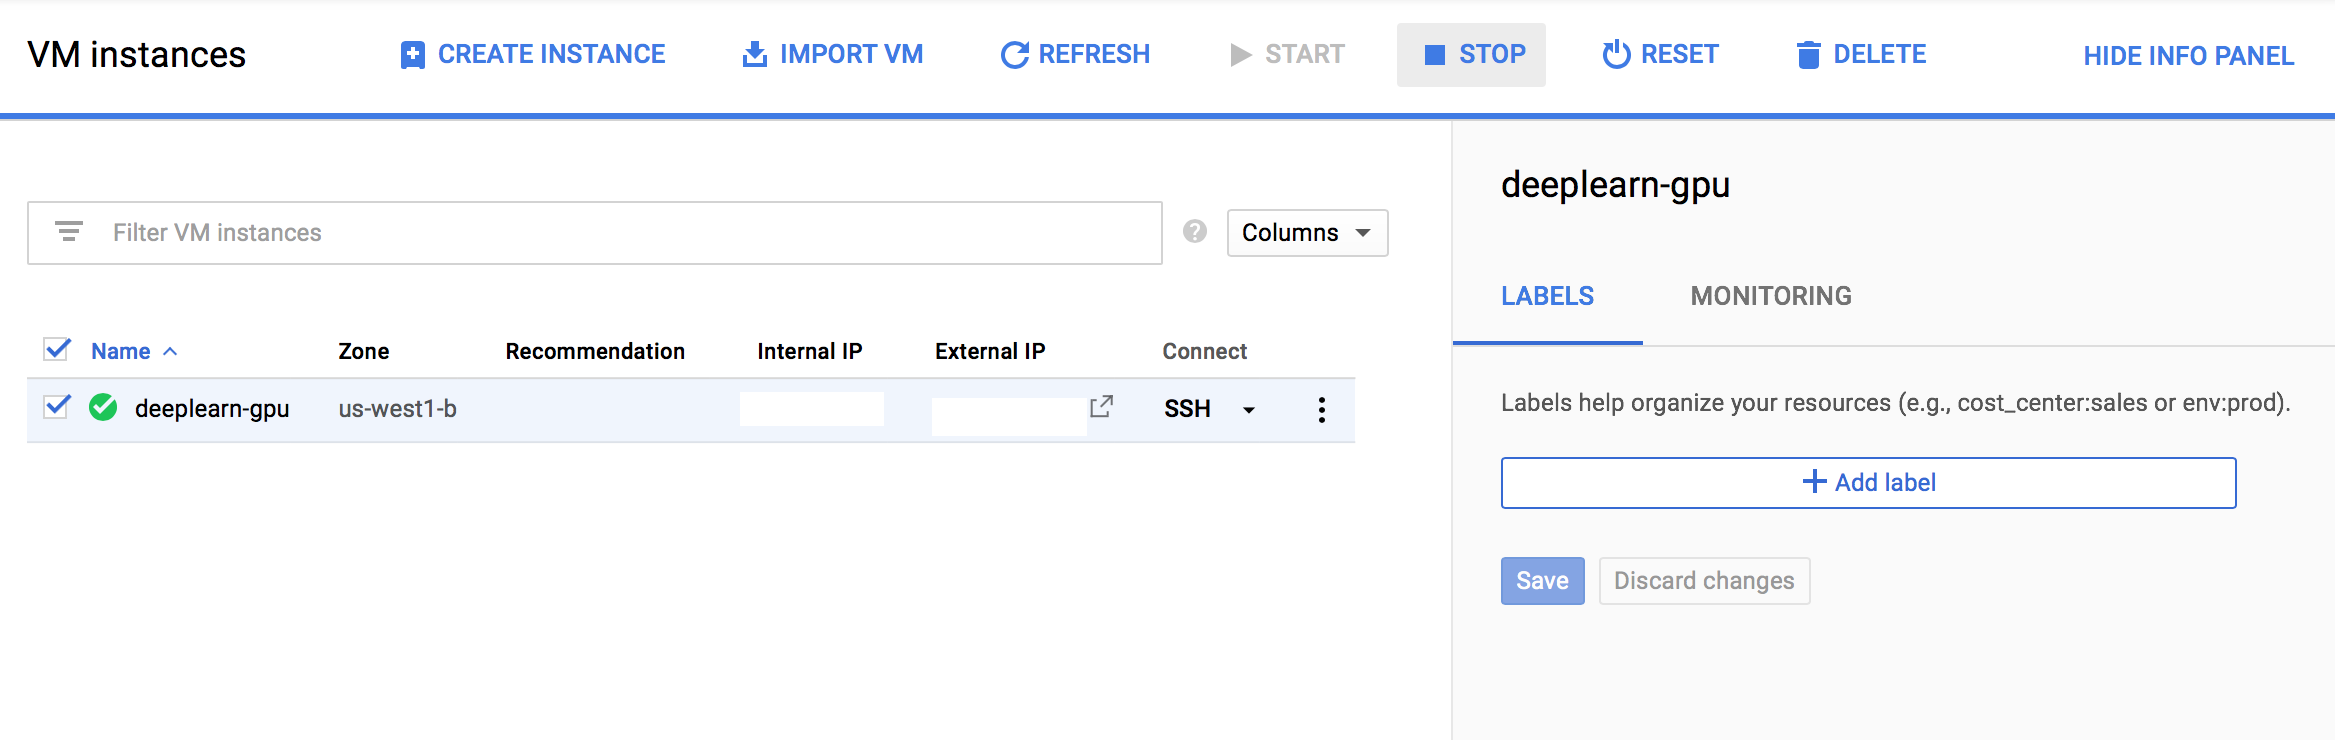 VM instances CREATE INSTANCE IMPORT VM REFRESH START STOP RESET DELETE HIDE INFO PANEL
Filter VM instances ? Columns
Name Zone Recommendation Internal IP External IP Connect
deeplearn-gpu us-west1-b SSH
deeplearn-gpu
LABELS MONITORING
Labels help organize your resources (e.g., cost_center:sales or env:prod).
+ Add label
Save Discard changes